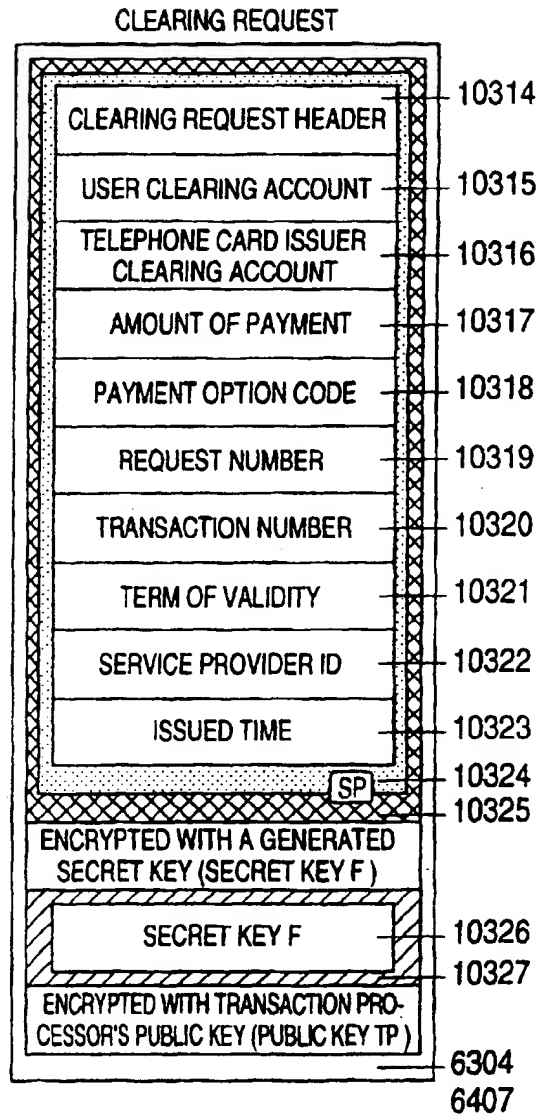 CLEARING REQUEST
CLEARING REQUEST HEADER 10314
USER CLEARING ACCOUNT 10315
TELEPHONE CARD ISSUER
CLEARING ACCOUNT 10316
AMOUNT OF PAYMENT 10317
PAYMENT OPTION CODE 10318
REQUEST NUMBER 10319
TRANSACTION NUMBER 10320
TERM OF VALIDITY 10321
SERVICE PROVIDER ID 10322
ISSUED TIME 10323
SP 10324
10325
ENCRYPTED WITH A GENERATED
SECRET KEY (SECRET KEY F)
SECRET KEY F 10326
10327
ENCRYPTED WITH TRANSACTION PRO-
CESSOR'S PUBLIC KEY (PUBLIC KEY TP)
6304
6407